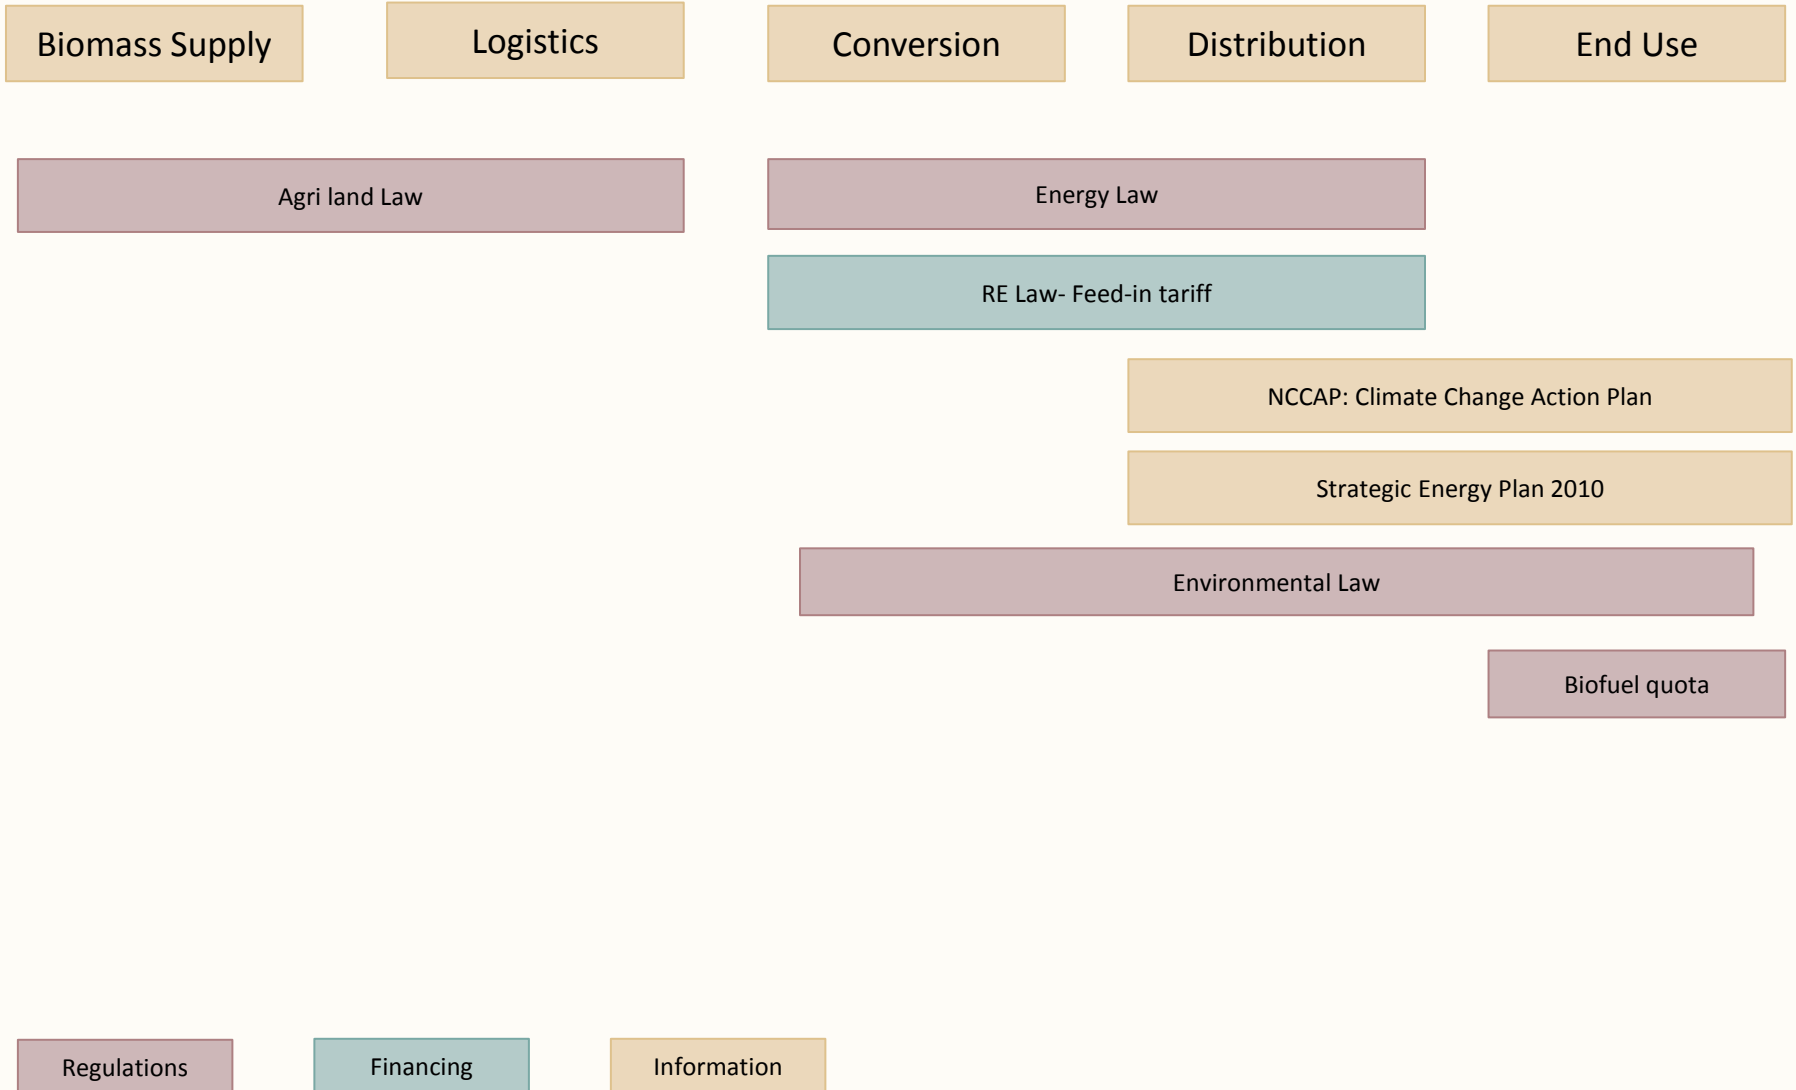 Biomass Supply
Logistics
Conversion
Distribution
End Use
Agri land Law
Energy Law
RE Law- Feed-in tariff
NCCAP: Climate Change Action Plan
Strategic Energy Plan 2010
Environmental Law
Biofuel quota
Regulations
Financing
Information